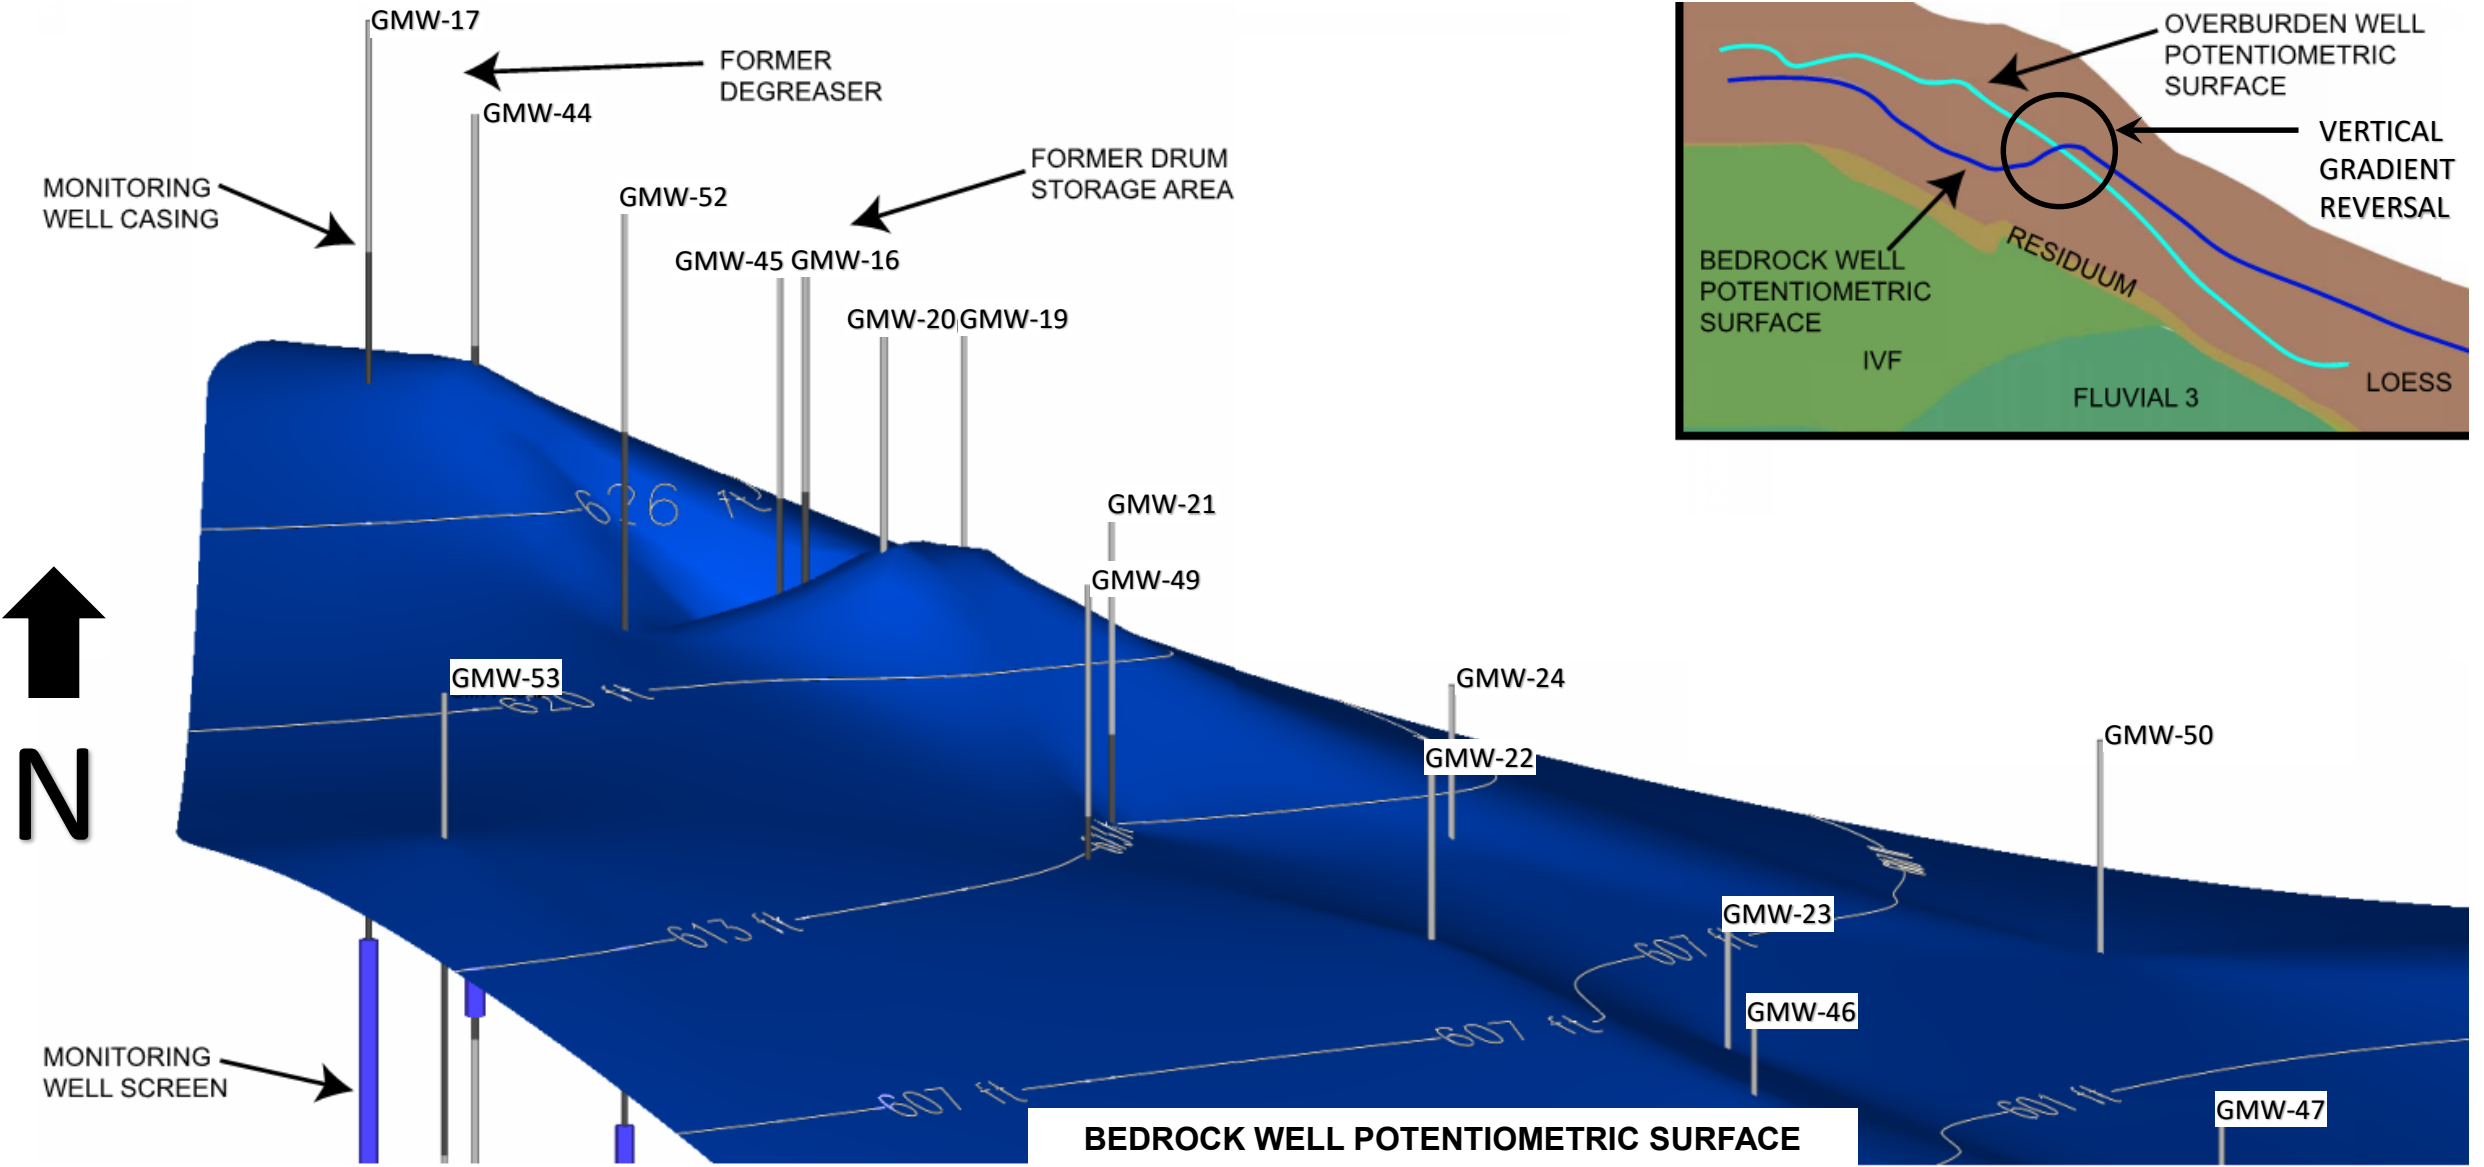 GMW-17
FORMER
DEGREASER
GMW-44
MONITORING
WELL CASING
GMW-52
FORMER DRUM
STORAGE AREA
GMW-45 GMW-16
GMW-20 GMW-19
OVERBURDEN WELL
POTENTIOMETRIC
SURFACE
VERTICAL
GRADIENT
REVERSAL
BEDROCK WELL
POTENTIOMETRIC
SURFACE
RESIDUUM
IVF
FLUVIAL 3
LOESS
626 ft
GMW-21
GMW-49
GMW-53
620 ft
GMW-24
GMW-22
GMW-50
613 ft
GMW-23
607 ft
GMW-46
607 ft
607 ft
601 ft
GMW-47
N
MONITORING
WELL SCREEN
BEDROCK WELL POTENTIOMETRIC SURFACE